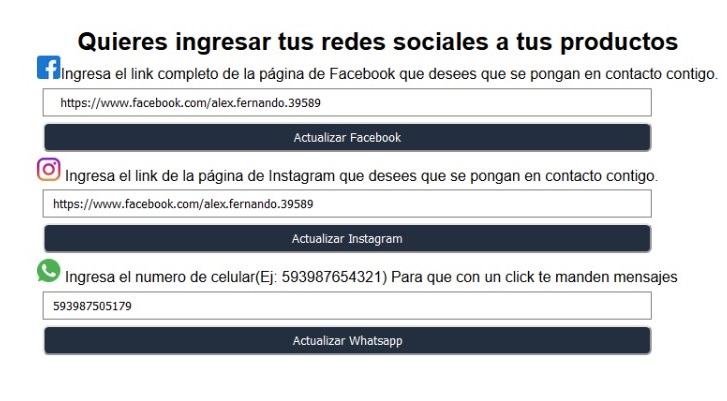 Quieres ingresar tus redes sociales a tus productos
Ingresa el link completo de la página de Facebook que desees que se pongan en contacto contigo.
https://www.facebook.com/alex.fernando.39589
Actualizar Facebook
Ingresa el link de la página de Instagram que desees que se pongan en contacto contigo.
https://www.facebook.com/alex.fernando.39589
Actualizar Instagram
Ingresa el numero de celular(Ej: 593987654321) Para que con un click te manden mensajes
593987505179
Actualizar Whatsapp